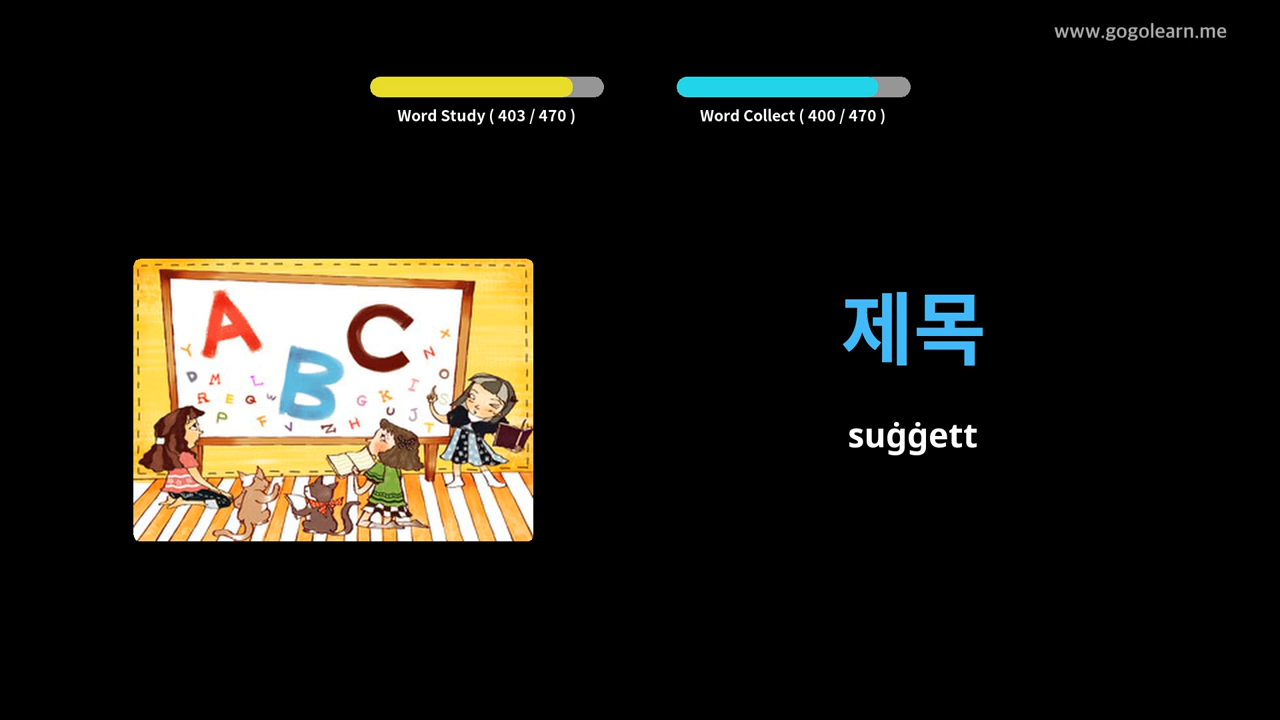 www.gogolearn.me
Word Study ( 403 / 470 )
Word Collect ( 400 / 470 )
제목
suġġett
A B C
X
Y N
D M L I O
R E Q W G K S
P F V Z H U J T